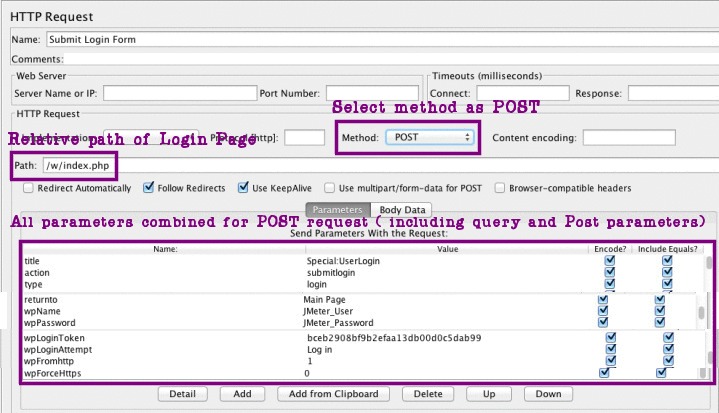 HTTP Request
Name: Submit Login Form
Comments:
Web Server
Timeouts (milliseconds)
Server Name or IP: Port Number: Connect: Response:
Select method as POST
HTTP Request
Relative path of Login Page
Implementation Protocol[http]: Method: POST Content encoding:
Path: /w/index.php
Redirect Automatically Follow Redirects Use KeepAlive Use multipart/form-data for POST Browser-compatible headers
Parameters Body Data
All parameters combined for POST request ( including query and Post parameters)
Send Parameters With the Request:
Name: Value Encode? Include Equals?
title Special:UserLogin
action submitlogin
type login
returnto Main Page
wpName JMeter_User
wpPassword JMeter_Password
wpLoginToken bceb2908bf9b2efaa13db00d0c5dab99
wpLoginAttempt Log in
wpFromhttp 1
wpForceHttps 0
Detail Add Add from Clipboard Delete Up Down